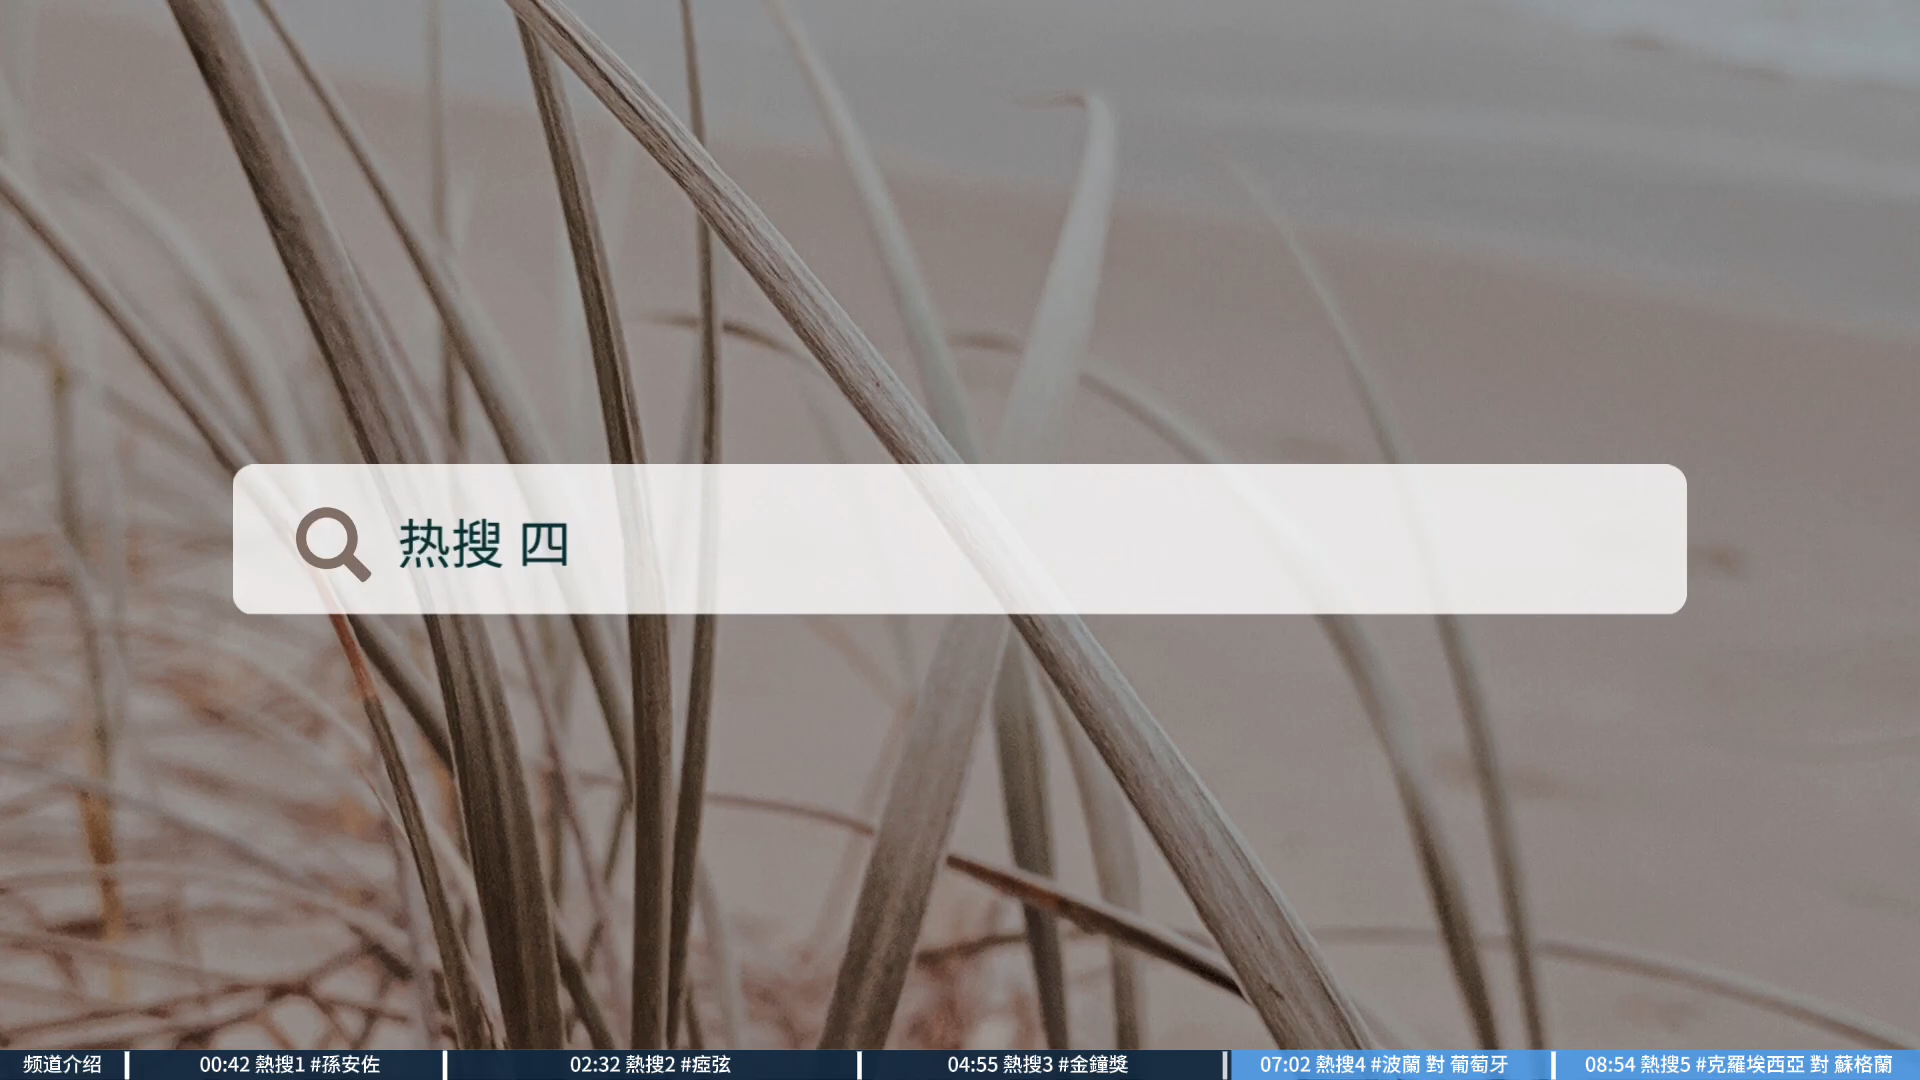 热搜 四
频道介绍
00:42 熱搜1 #孫安佐
02:32 熱搜2 #瘂弦
04:55 熱搜3 #金鐘獎
07:02 熱搜4 #波蘭 對 葡萄牙
08:54 熱搜5 #克羅埃西亞 對 蘇格蘭